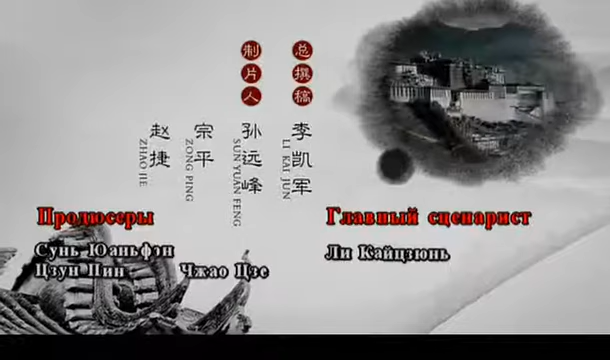 总撰稿
李凯军
LI KAI JUN
制片人
孙远峰
SUN YUAN FENG
宗平
ZONG PING
赵捷
ZHAO JIE
Продюсеры
Сунь Юаньфэн
Цзун Пин
Чжао Цзе
Главный сценарист
Ли Кайцзюнь